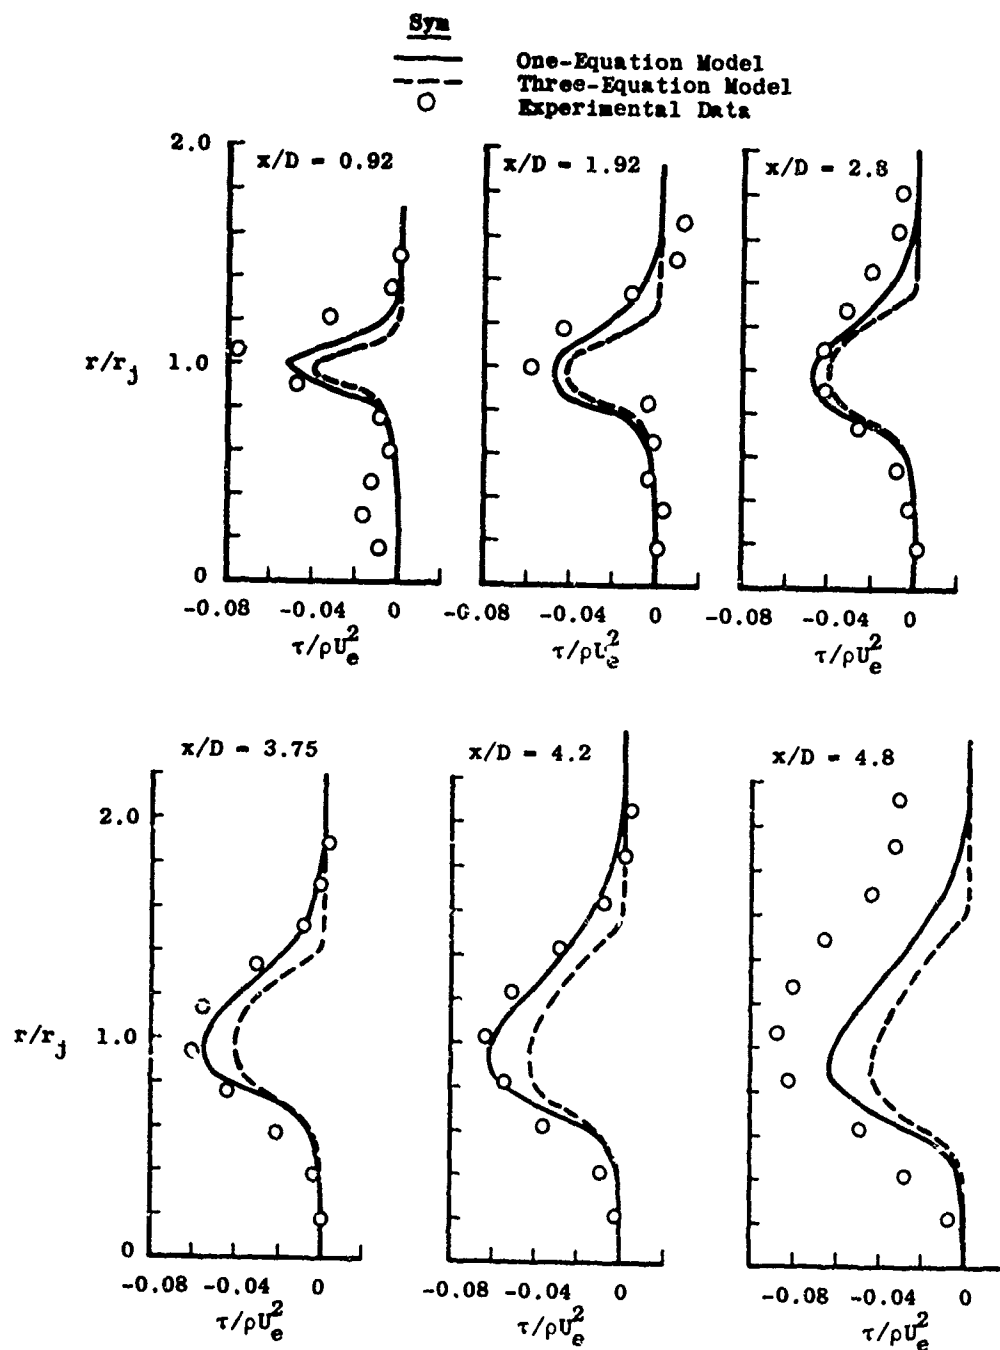 Sym
One-Equation Model
Three-Equation Model
Experimental Data
x/D = 0.92
x/D = 1.92
x/D = 2.8
2.0
r/r_j
1.0
0
-0.08 -0.04 0
-0.08 -0.04 0
-0.08 -0.04 0
τ/ρU_e^2
τ/ρU_e^2
τ/ρU_e^2
x/D = 3.75
x/D = 4.2
x/D = 4.8
2.0
r/r_j
1.0
0
-0.08 -0.04 0
-0.08 -0.04 0
-0.08 -0.04 0
τ/ρU_e^2
τ/ρU_e^2
τ/ρU_e^2